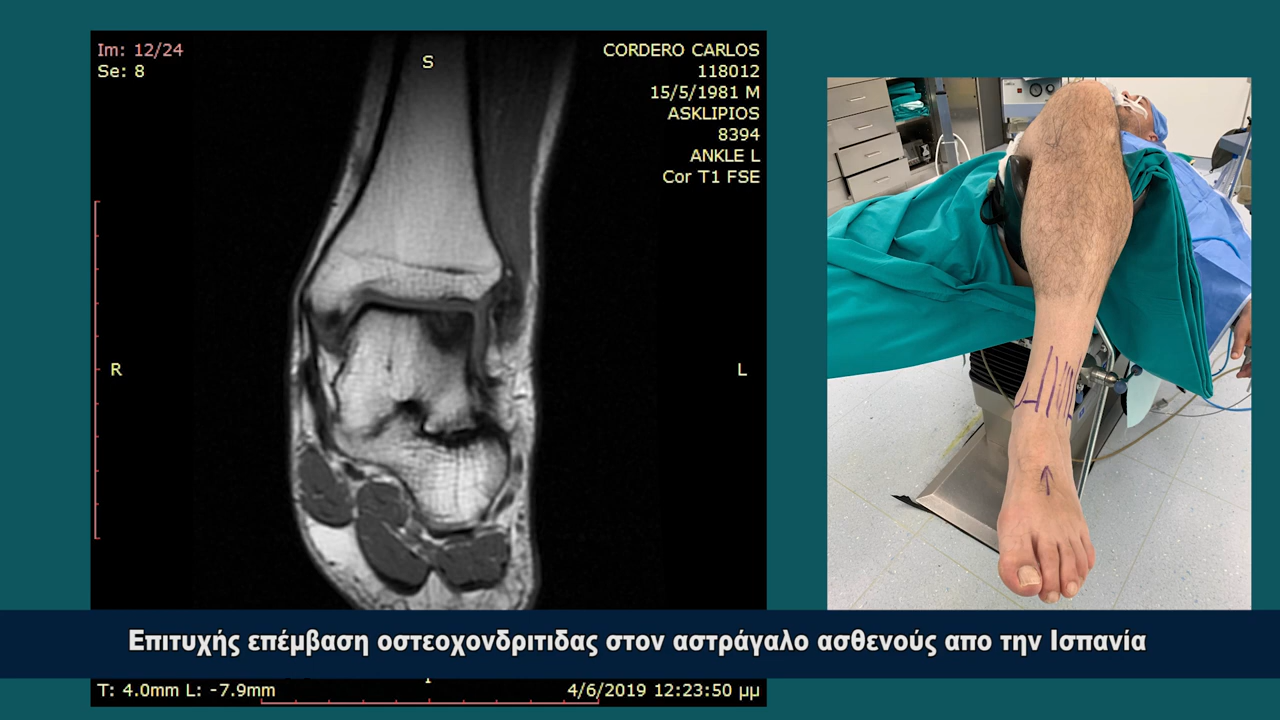 Im: 12/24
Se: 8
S
CORDERO CARLOS
118012
15/5/1981 M
ASKLIPIOS
8394
ANKLE L
Cor T1 FSE
R
L
Επιτυχής επέμβαση οστεοχονδριτιδας στον αστράγαλο ασθενούς απο την Ισπανία
T: 4.0mm L: -7.9mm
4/6/2019 12:23:50 μμ